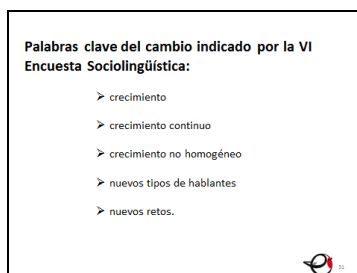 Palabras clave del cambio indicado por la VI
Encuesta Sociolingüística:
➢ crecimiento
➢ crecimiento continuo
➢ crecimiento no homogéneo
➢ nuevos tipos de hablantes
➢ nuevos retos.
31